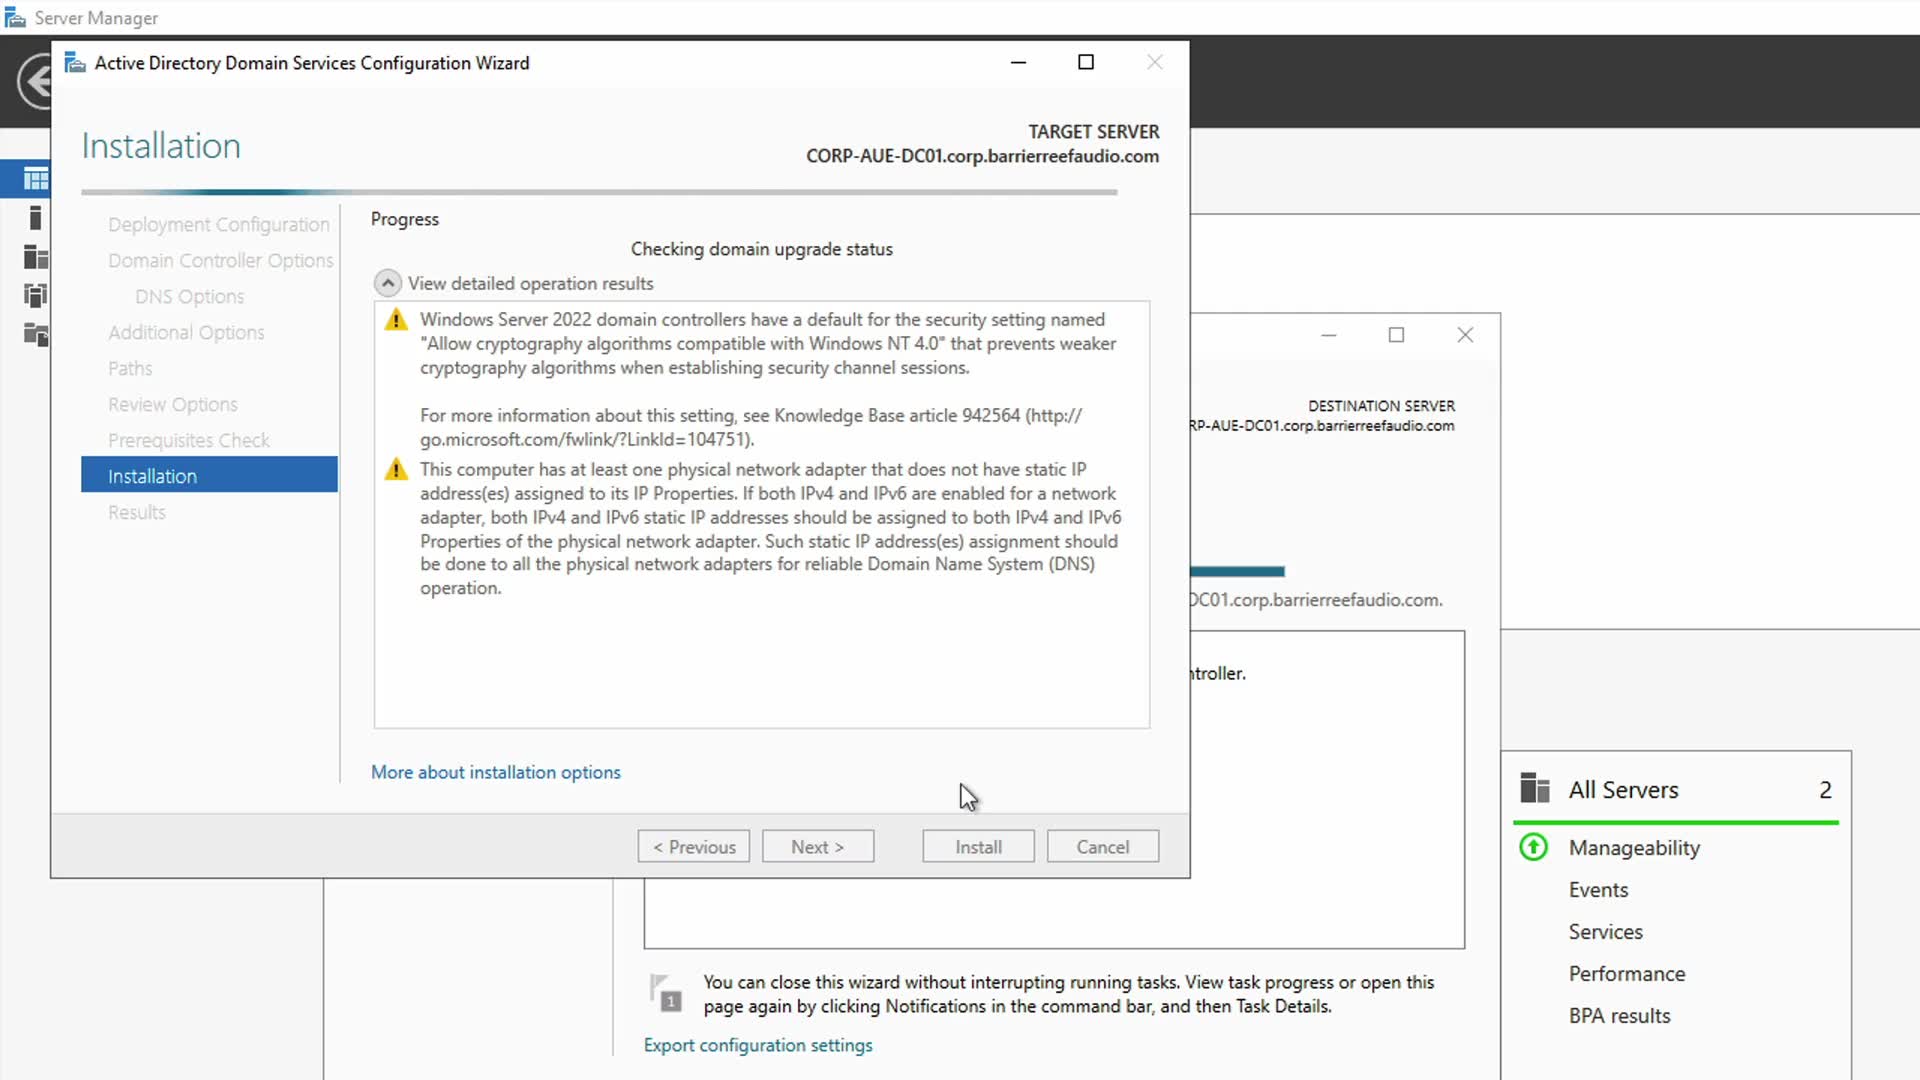 Server Manager
Active Directory Domain Services Configuration Wizard
Installation
TARGET SERVER
CORP-AUE-DC01.corp.barrierreefaudio.com
Deployment Configuration
Domain Controller Options
DNS Options
Additional Options
Paths
Review Options
Prerequisites Check
Installation
Results
Progress
Checking domain upgrade status
View detailed operation results
Windows Server 2022 domain controllers have a default for the security setting named
"Allow cryptography algorithms compatible with Windows NT 4.0" that prevents weaker
cryptography algorithms when establishing security channel sessions.
For more information about this setting, see Knowledge Base article 942564 (http://
go.microsoft.com/fwlink/?LinkId=104751).
This computer has at least one physical network adapter that does not have static IP
address(es) assigned to its IP Properties. If both IPv4 and IPv6 are enabled for a network
adapter, both IPv4 and IPv6 static IP addresses should be assigned to both IPv4 and IPv6
Properties of the physical network adapter. Such static IP address(es) assignment should
be done to all the physical network adapters for reliable Domain Name System (DNS)
operation.
More about installation options
< Previous
Next >
Install
Cancel
DESTINATION SERVER
RP-AUE-DC01.corp.barrierreefaudio.com
DC01.corp.barrierreefaudio.com.
ntroller.
1
You can close this wizard without interrupting running tasks. View task progress or open this
page again by clicking Notifications in the command bar, and then Task Details.
Export configuration settings
All Servers
2
Manageability
Events
Services
Performance
BPA results